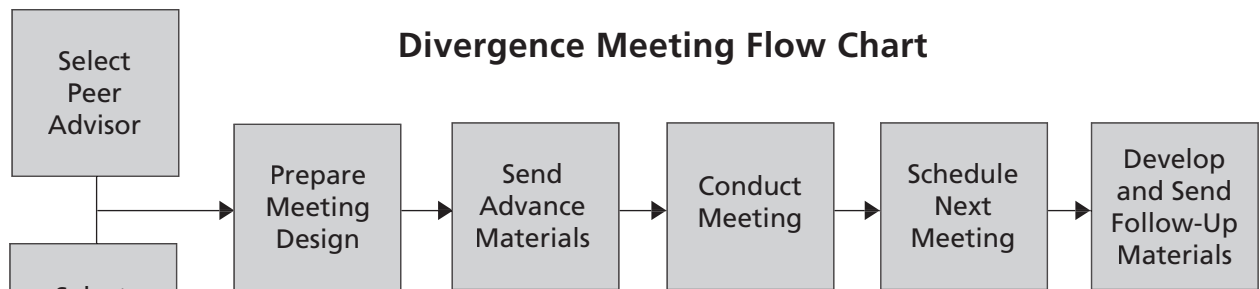 Divergence Meeting Flow Chart
Select
Peer
Advisor
Prepare
Meeting
Design
Send
Advance
Materials
Conduct
Meeting
Schedule
Next
Meeting
Develop
and Send
Follow-Up
Materials